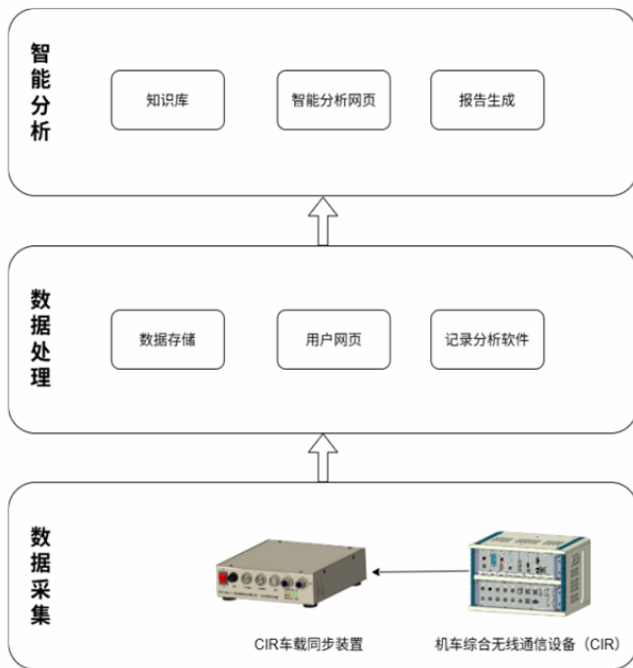 智能分析
知识库
智能分析网页
报告生成
数据处理
数据存储
用户网页
记录分析软件
数据采集
CIR车载同步装置
机车综合无线通信设备（CIR）